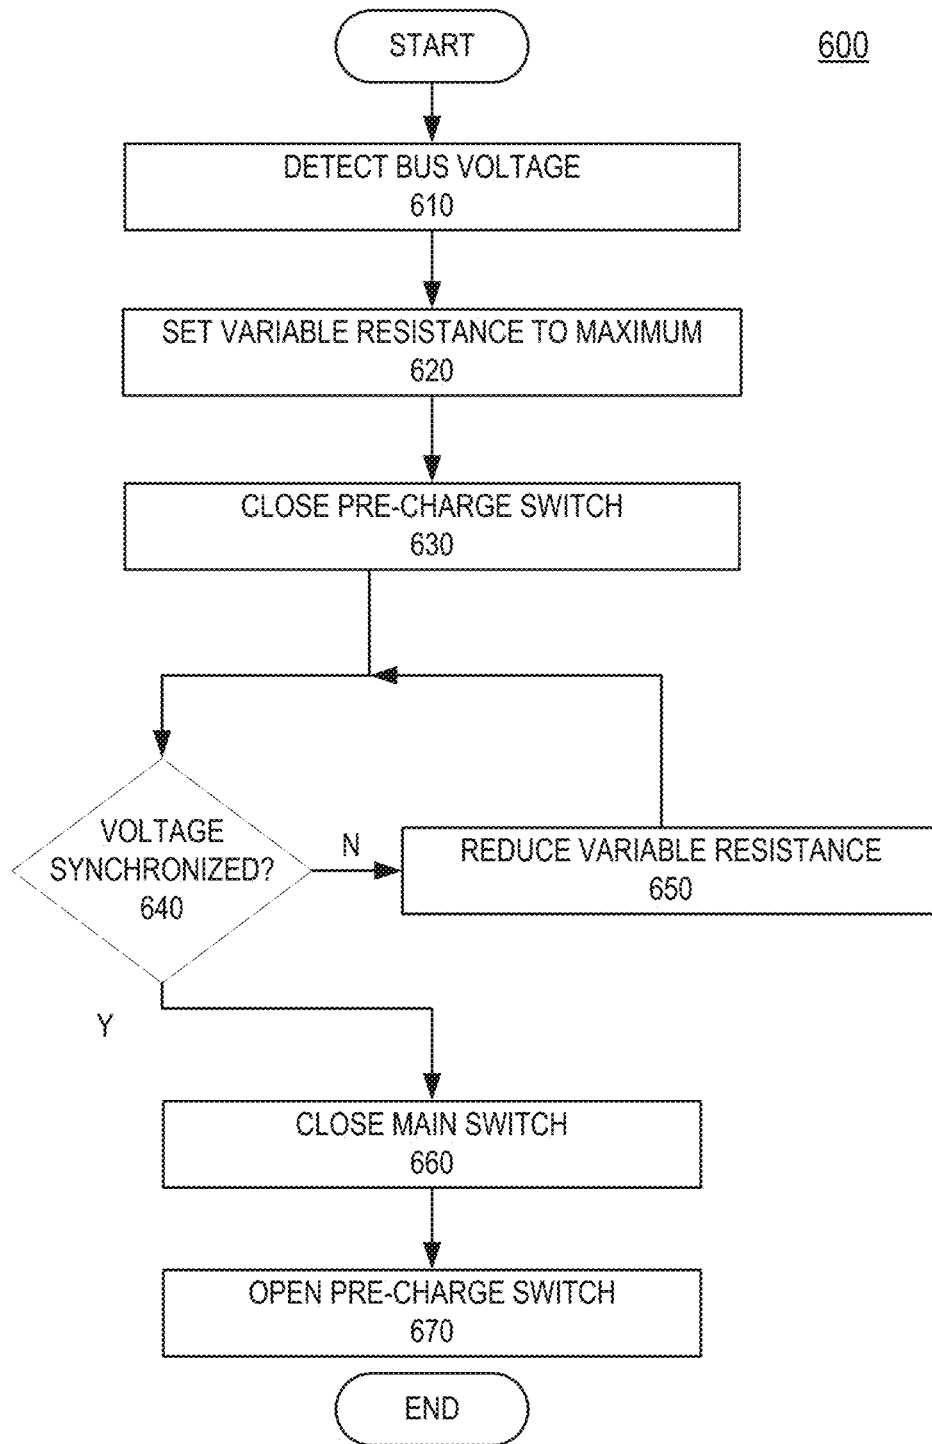 START
600
DETECT BUS VOLTAGE
610
SET VARIABLE RESISTANCE TO MAXIMUM
620
CLOSE PRE-CHARGE SWITCH
630
VOLTAGE
SYNCHRONIZED?
640
N
REDUCE VARIABLE RESISTANCE
650
Y
CLOSE MAIN SWITCH
660
OPEN PRE-CHARGE SWITCH
670
END